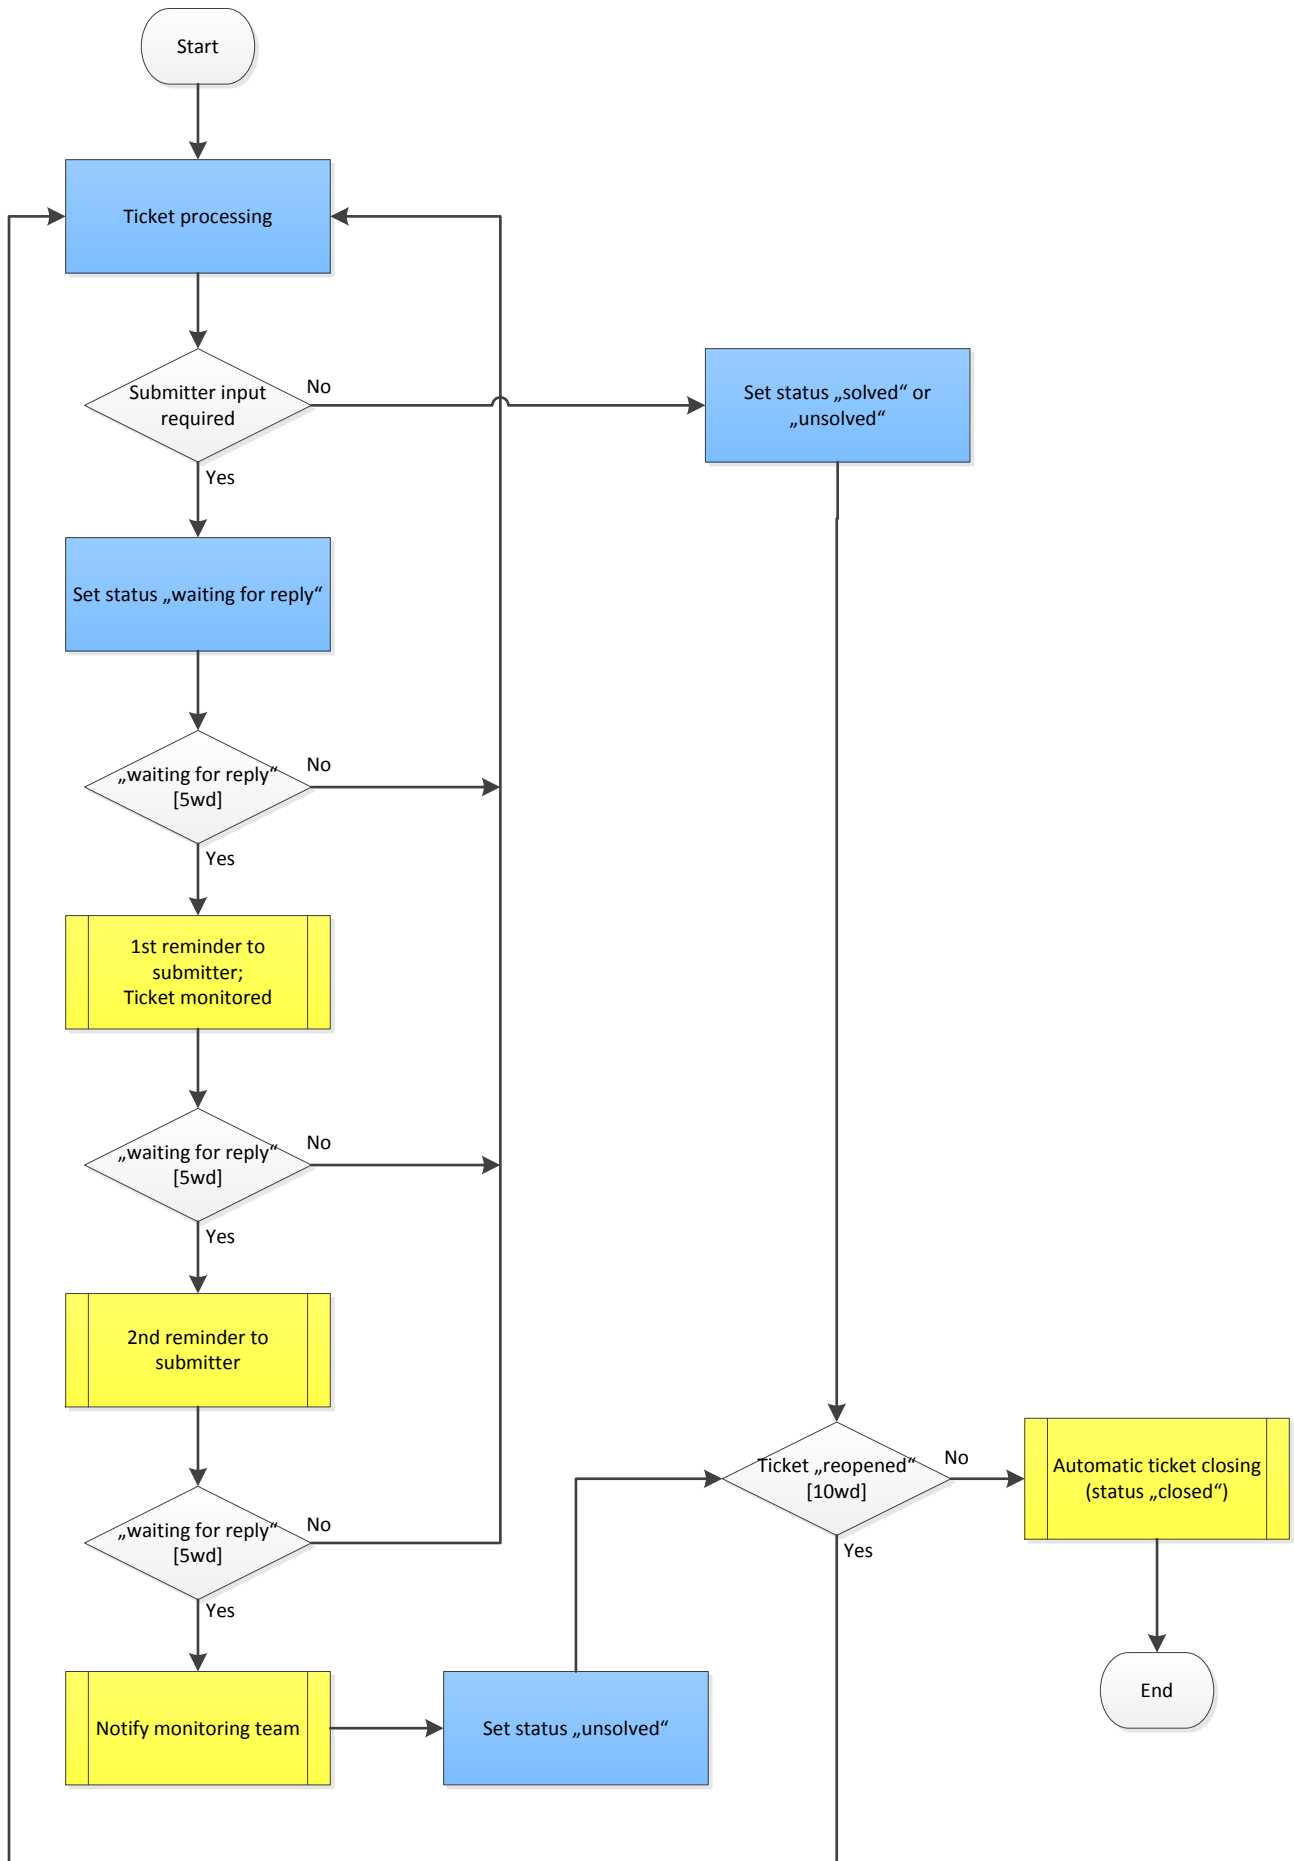 Start
Ticket processing
Submitter input
required
No
Yes
Set status „solved“ or
„unsolved“
Set status „waiting for reply“
„waiting for reply“
[5wd]
No
Yes
1st reminder to
submitter;
Ticket monitored
„waiting for reply“
[5wd]
No
Yes
2nd reminder to
submitter
„waiting for reply“
[5wd]
No
Yes
Notify monitoring team
Set status „unsolved“
Ticket „reopened“
[10wd]
No
Yes
Automatic ticket closing
(status „closed“)
End